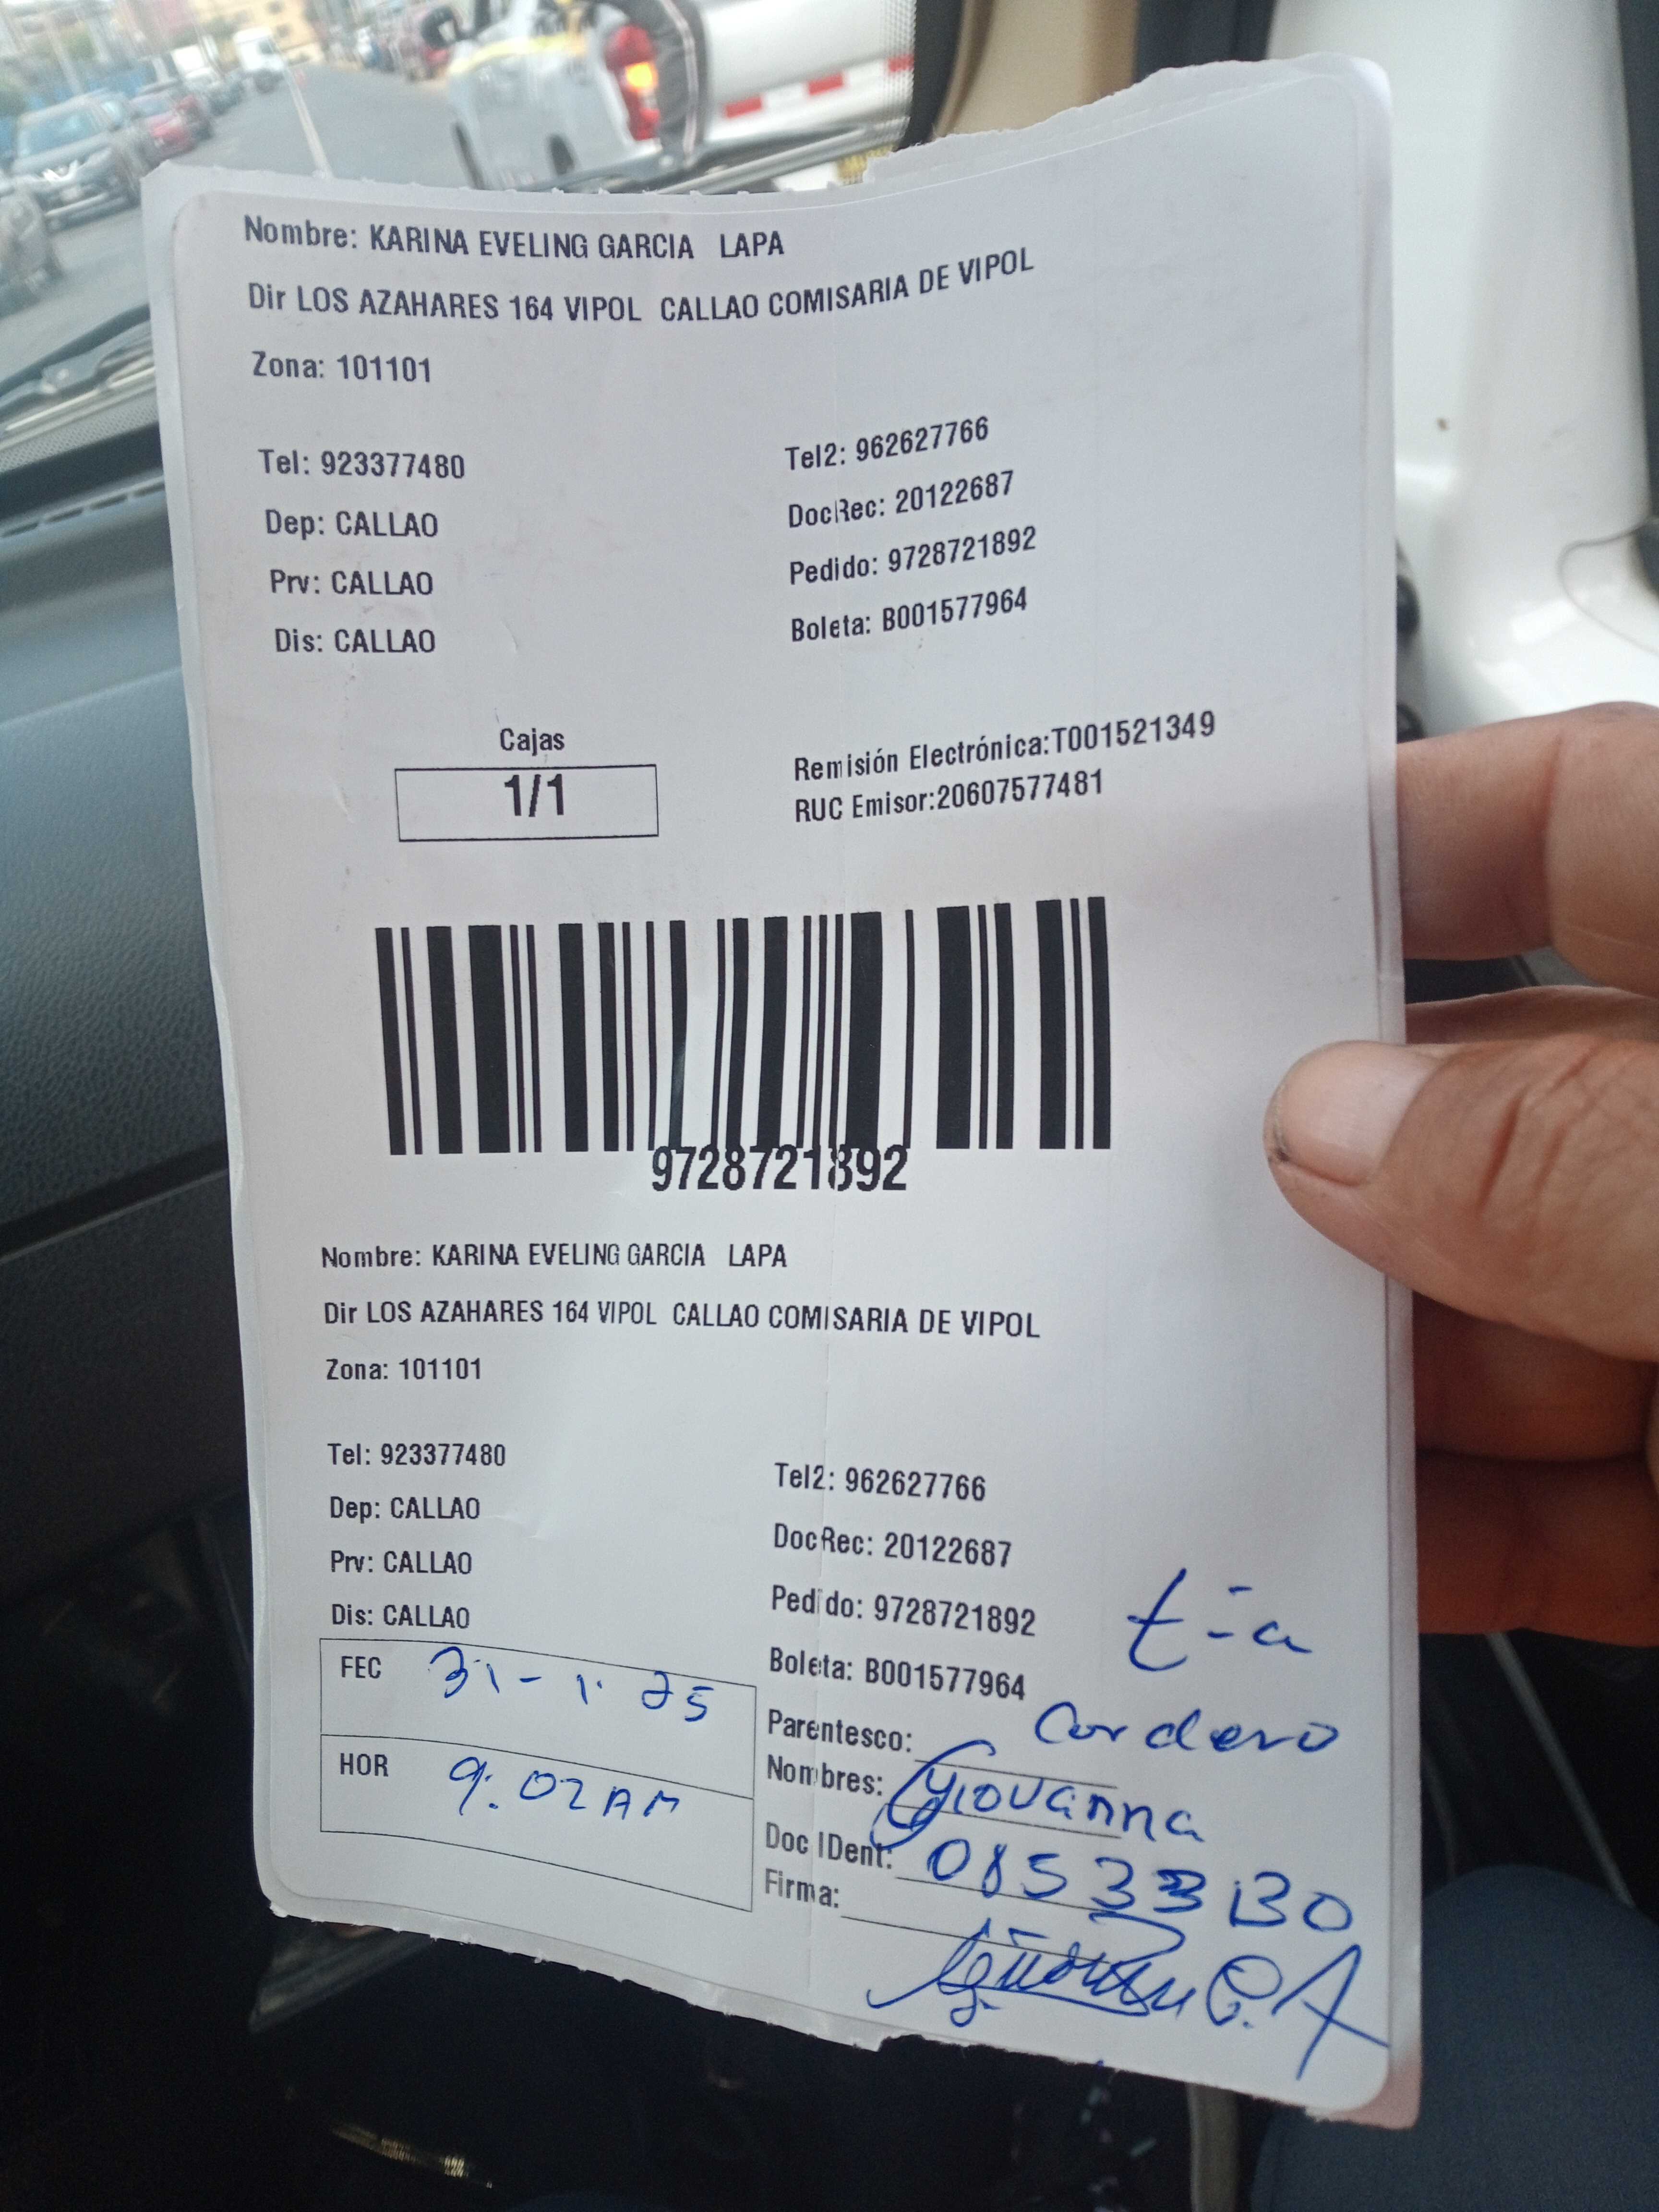 Nombre: KARINA EVELING GARCIA LAPA
Dir LOS AZAHARES 164 VIPOL CALLAO COMISARIA DE VIPOL
Zona: 101101
Tel: 923377480 Tel2: 962627766
Dep: CALLAO DocRec: 20122687
Prv: CALLAO Pedido: 9728721892
Dis: CALLAO Boleta: B001577964
Cajas
1/1
Remisión Electrónica:T001521349
RUC Emisor:20607577481
9728721892
Nombre: KARINA EVELING GARCIA LAPA
Dir LOS AZAHARES 164 VIPOL CALLAO COMISARIA DE VIPOL
Zona: 101101
Tel: 923377480 Tel2: 962627766
Dep: CALLAO DocRec: 20122687
Prv: CALLAO Pedido: 9728721892
Dis: CALLAO Boleta: B001577964
FEC 31-1-25
HOR 9:02 AM
Parentesco: tia
Cordero
Nombres: Giovanna
Doc IDent:
Firma: